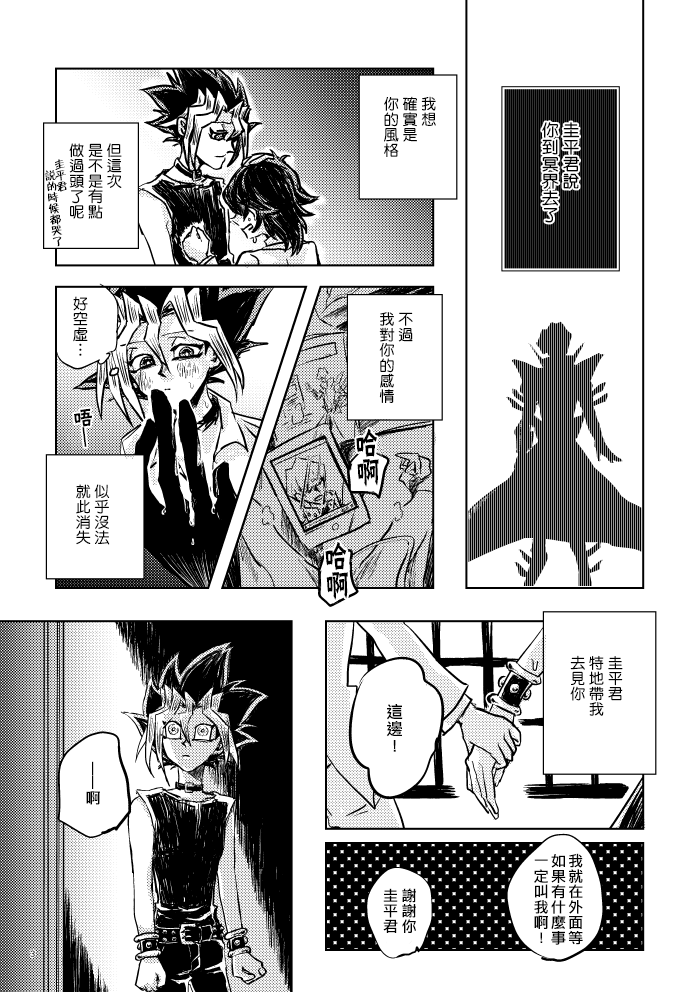 圭平君說
你到冥界去了
我想
確實是
你的風格
但這次
是不是有點
做過頭了呢
圭平君
說的時候都哭了
不過
我對你的感情
哈啊
哈啊
好空虛…
唔—
似乎沒法
就此消失
圭平君
特地帶我
去見你
這邊！
我就在外面等
如果有什麼事
一定叫我啊！
謝謝你
圭平君
——啊